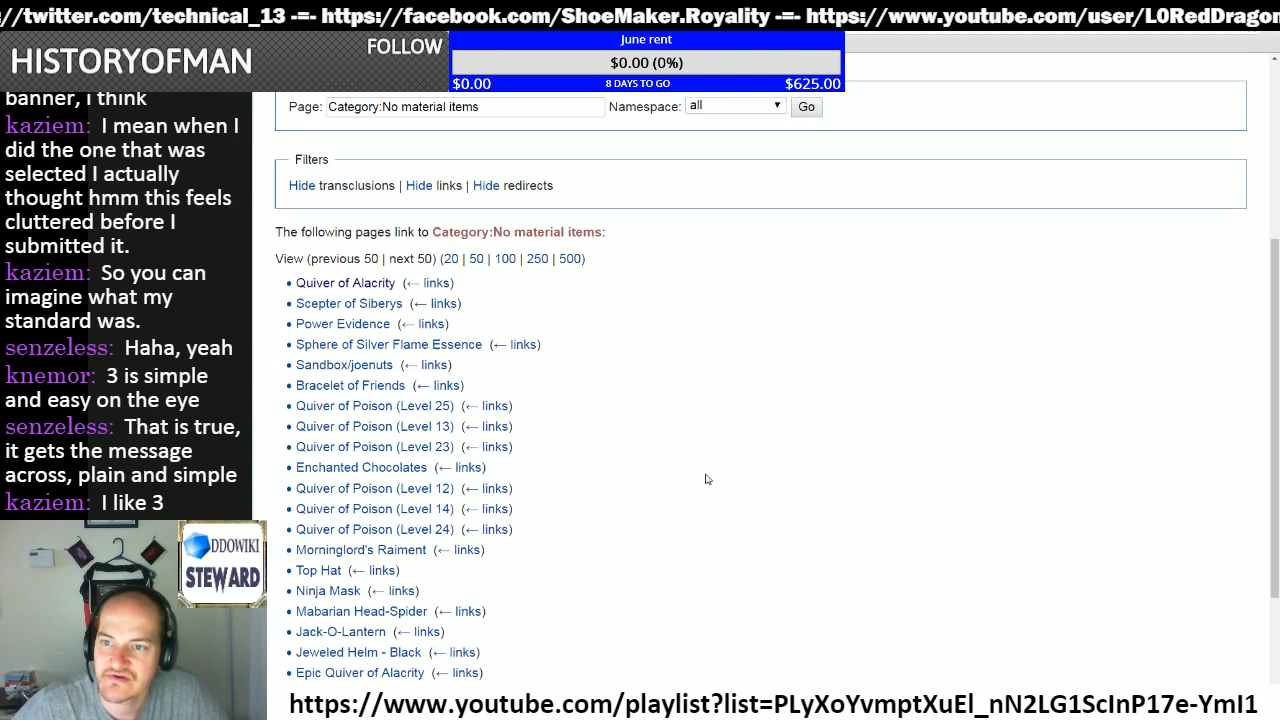 ://twitter.com/technical_13 -=- https://facebook.com/ShoeMaker.Royality -=- https://www.youtube.com/user/L0RedDragon
HISTORYOFMAN
FOLLOW
June rent
$0.00 (0%)
$0.00 8 DAYS TO GO $625.00
banner, I think
kaziem: I mean when I
did the one that was
selected I actually
thought hmm this feels
cluttered before I
submitted it.
kaziem: So you can
imagine what my
standard was.
senzeless: Haha, yeah
knemor: 3 is simple
and easy on the eye
senzeless: That is true,
it gets the message
across, plain and simple
kaziem: I like 3
DDOWIKI
STEWARD
Page: Category:No material items Namespace: all Go
Filters
Hide transclusions | Hide links | Hide redirects
The following pages link to Category:No material items:
View (previous 50 | next 50) (20 | 50 | 100 | 250 | 500)
• Quiver of Alacrity (← links)
• Scepter of Siberys (← links)
• Power Evidence (← links)
• Sphere of Silver Flame Essence (← links)
• Sandbox/joenuts (← links)
• Bracelet of Friends (← links)
• Quiver of Poison (Level 25) (← links)
• Quiver of Poison (Level 13) (← links)
• Quiver of Poison (Level 23) (← links)
• Enchanted Chocolates (← links)
• Quiver of Poison (Level 12) (← links)
• Quiver of Poison (Level 14) (← links)
• Quiver of Poison (Level 24) (← links)
• Morninglord's Raiment (← links)
• Top Hat (← links)
• Ninja Mask (← links)
• Mabarian Head-Spider (← links)
• Jack-O-Lantern (← links)
• Jeweled Helm - Black (← links)
• Epic Quiver of Alacrity (← links)
https://www.youtube.com/playlist?list=PLyXoYvmptXuEl_nN2LG1ScInP17e-YmI1